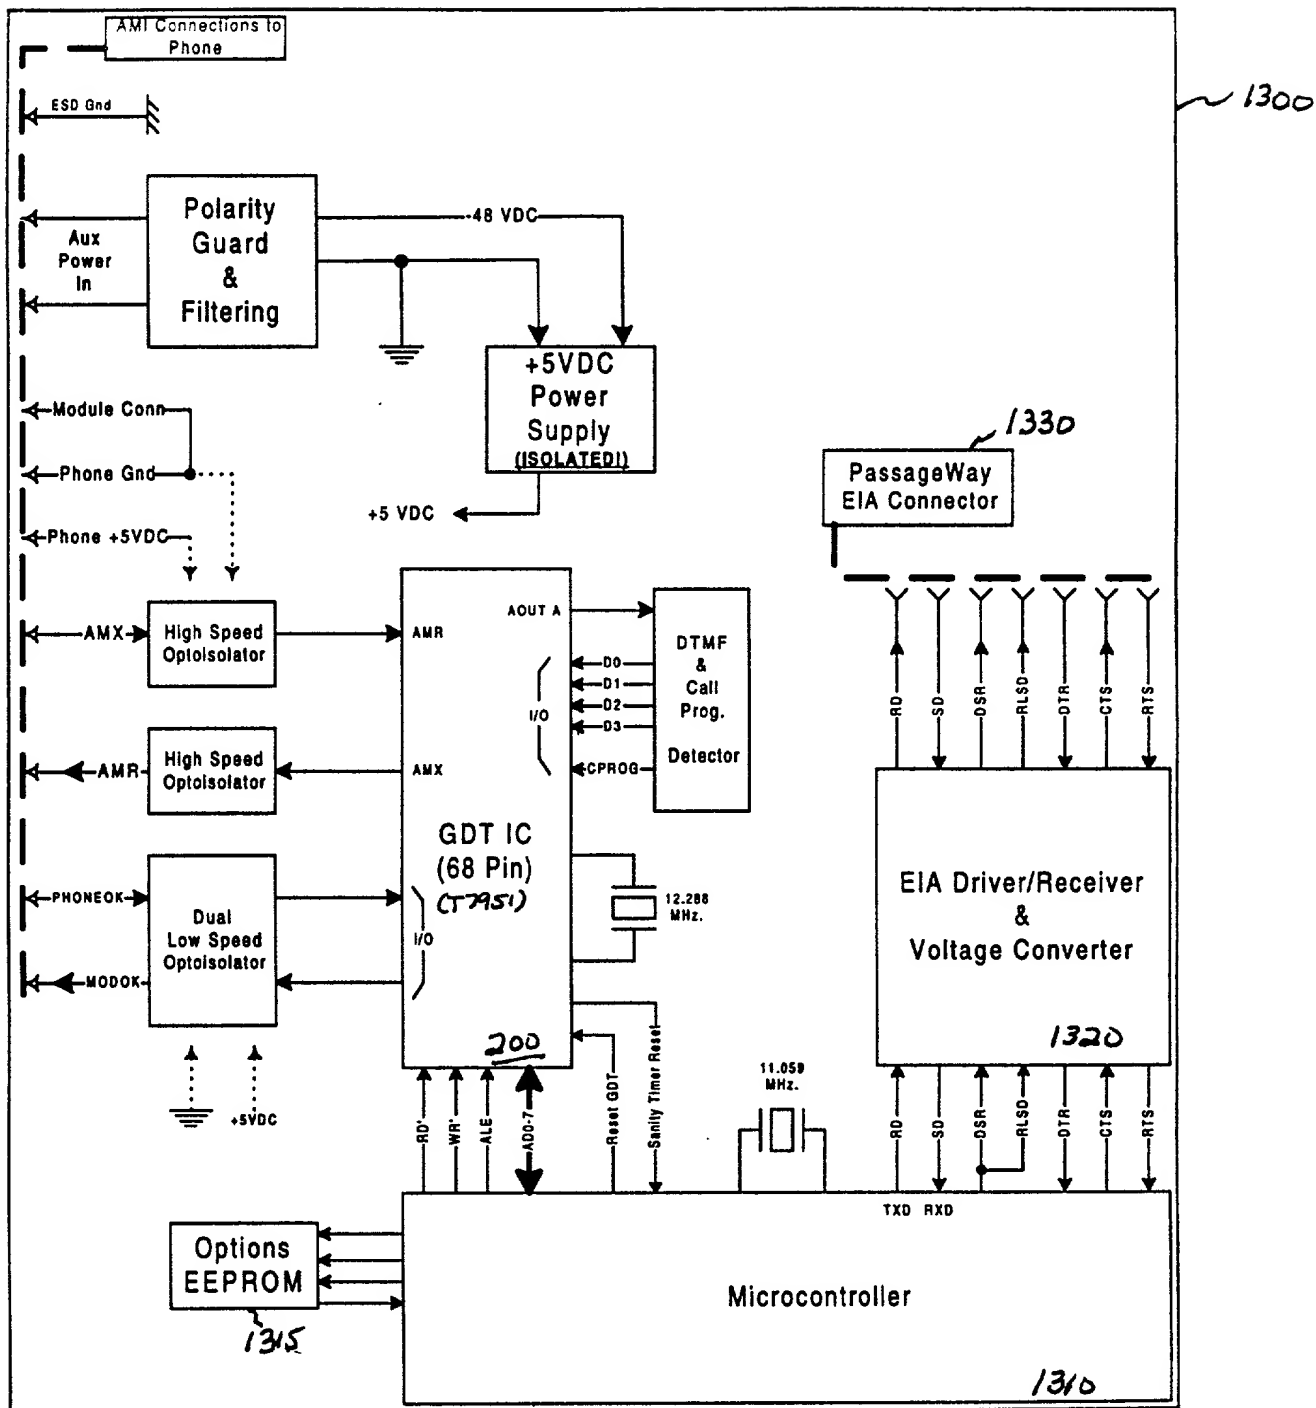 AMI Connections to
Phone
1300
ESD Gnd
Polarity
Guard
&
Filtering
-48 VDC
Aux
Power
In
+5VDC
Power
Supply
(ISOLATED!)
+5 VDC
Module Conn
Phone Gnd
Phone +5VDC
1330
PassageWay
EIA Connector
AMX
High Speed
Optoisolator
AMR
AOUT A
DTMF
&
Call
Prog.
Detector
D0
D1
D2
D3
I/O
CPROG
RD
SD
DSR
RLSD
DTR
CTS
RTS
AMR
High Speed
Optoisolator
AMX
GDT IC
(68 Pin)
(T7951)
12.288
MHz.
EIA Driver/Receiver
&
Voltage Converter
1320
PHONEOK
Dual
Low Speed
Optoisolator
I/O
MODOK
200
+5VDC
RD'
WR'
ALE
AD0-7
Reset GDT
Sanity Timer Reset
11.059
MHz.
RD
SD
DSR
RLSD
DTR
CTS
RTS
TXD RXD
Options
EEPROM
1315
Microcontroller
1310